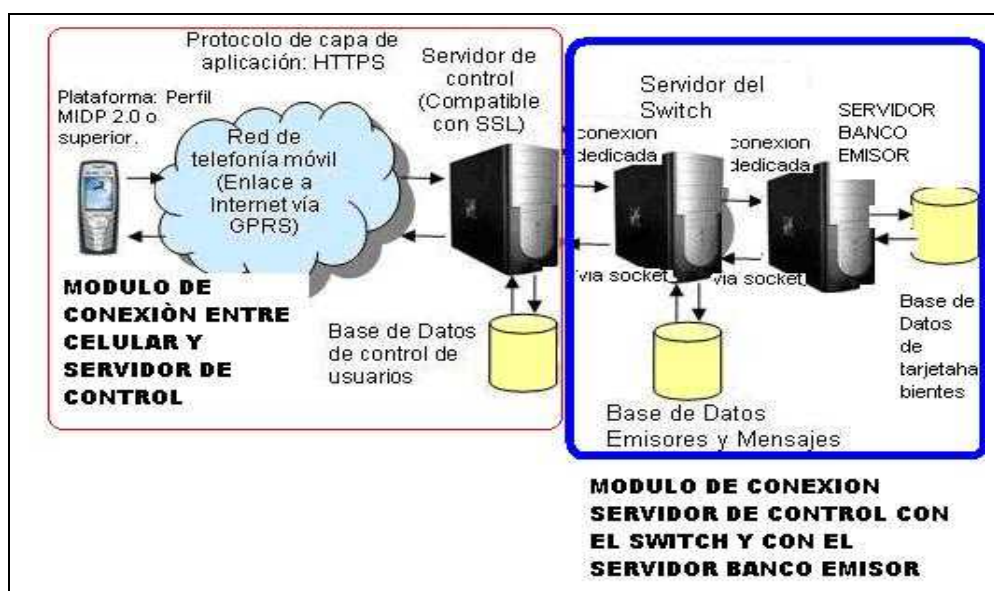 Protocolo de capa de
aplicación: HTTPS
Plataforma: Perfil
MIDP 2.0 o
superior.
Red de
telefonía móvil
(Enlace a
Internet vía
GPRS)
Servidor de
control
(Compatible
con SSL)
MODULO DE
CONEXIÒN ENTRE
CELULAR Y
SERVIDOR DE
CONTROL
Base de Datos
de control de
usuarios
Servidor del
Switch
conexion
dedicada
via socket
conexion
dedicada
via socket
SERVIDOR
BANCO
EMISOR
Base de
Datos
de
tarjetaha
bientes
Base de Datos
Emisores y Mensajes
MODULO DE CONEXION
SERVIDOR DE CONTROL CON
EL SWITCH Y CON EL
SERVIDOR BANCO EMISOR